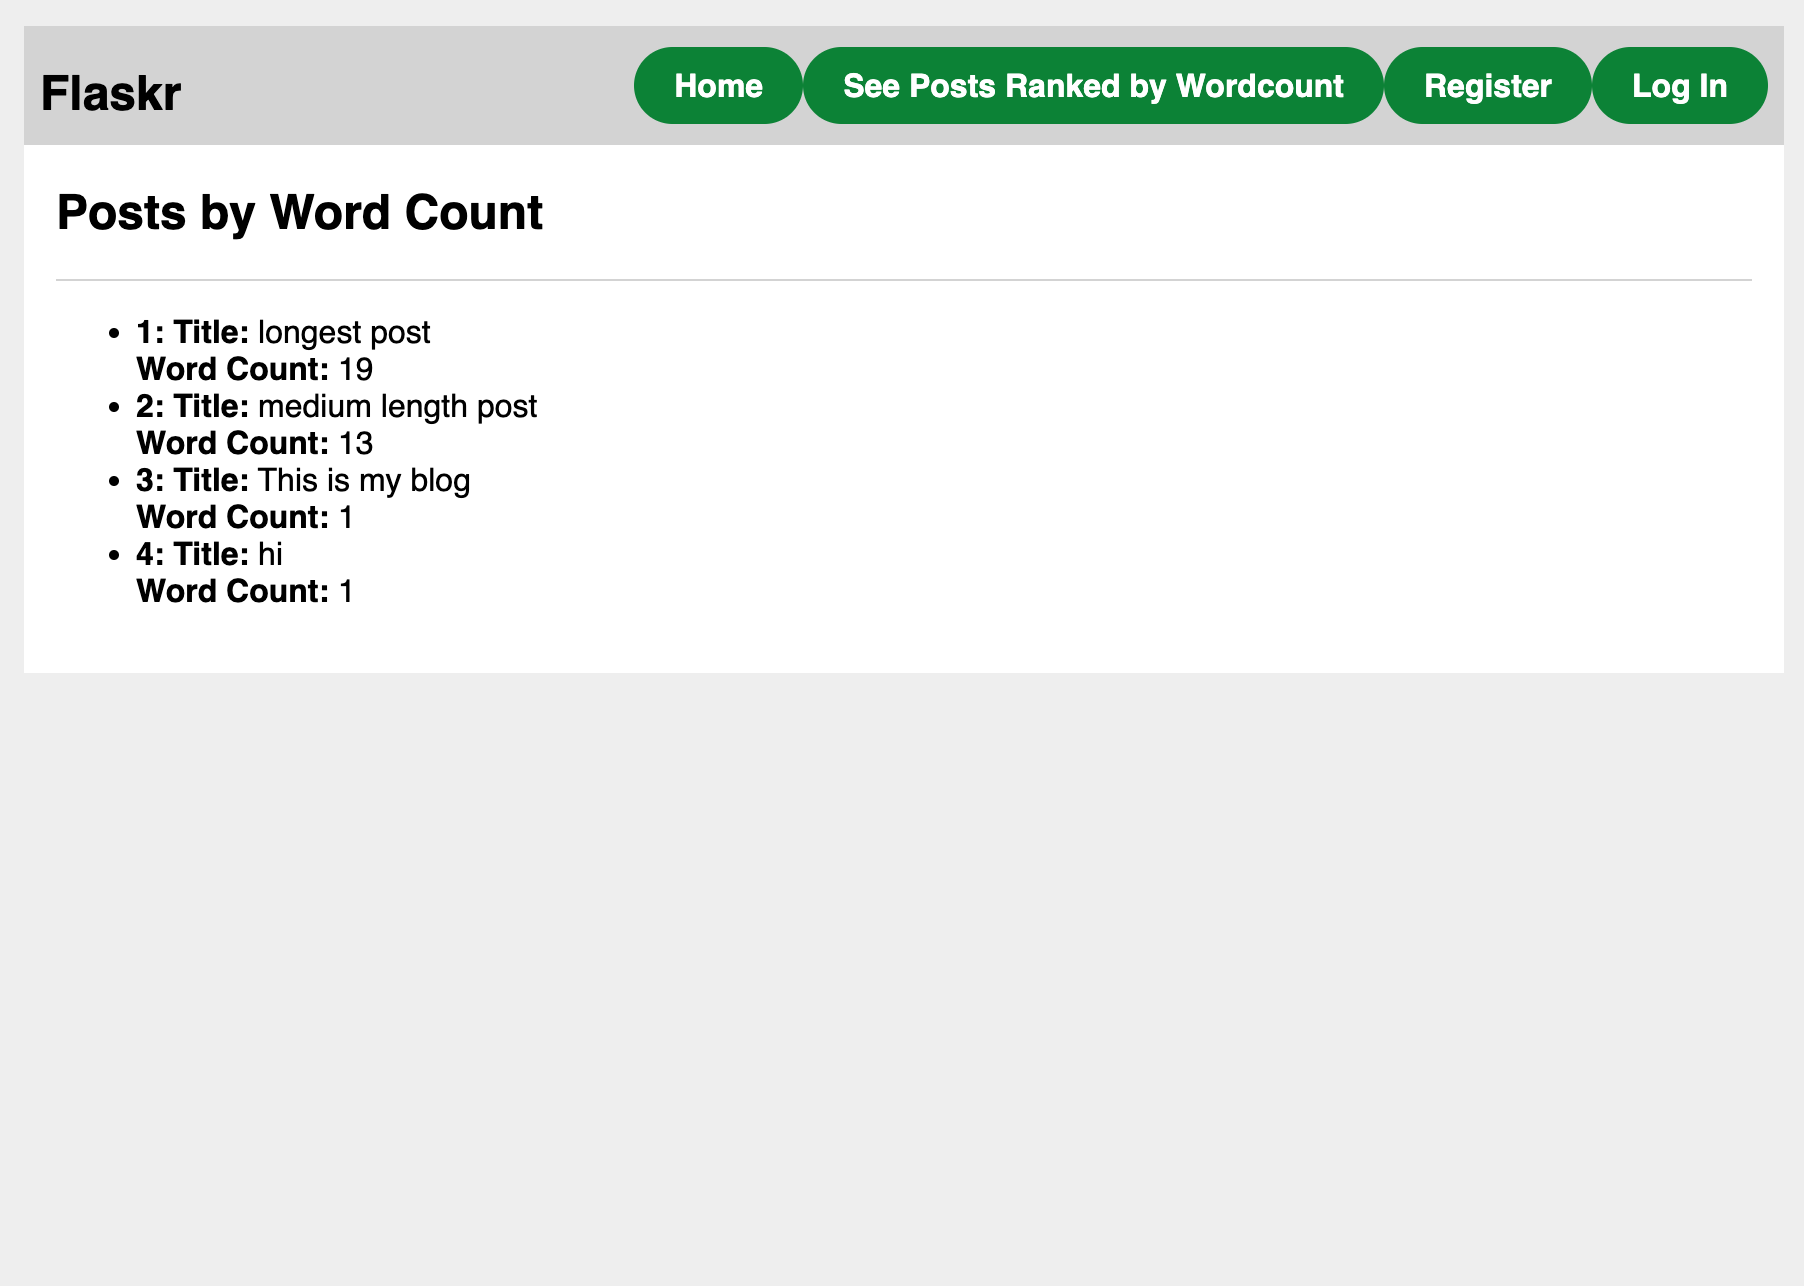 Flaskr
Home
See Posts Ranked by Wordcount
Register
Log In
Posts by Word Count
1: Title: longest post
Word Count: 19
2: Title: medium length post
Word Count: 13
3: Title: This is my blog
Word Count: 1
4: Title: hi
Word Count: 1